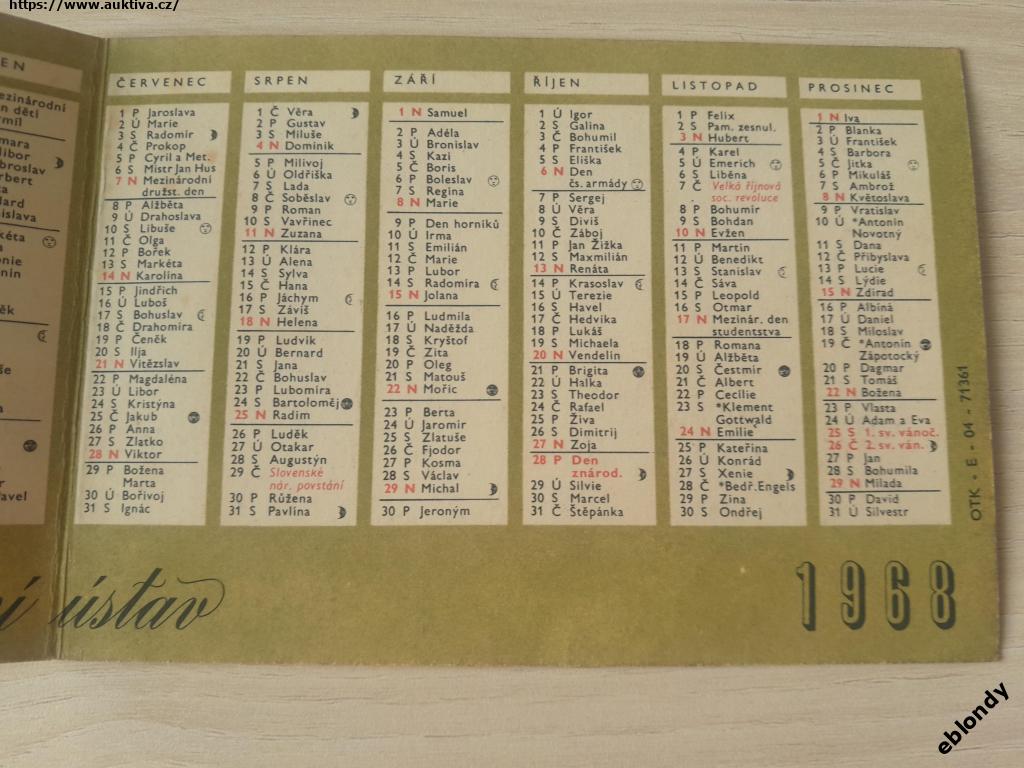 https://www.auktiva.cz/
EN
ezinárodní
n dětí
mil
mara
ibor
broslav
erbert
ard
islava
kéta
onie
nin
ěk
še
avel
ČERVENEC
1 P Jaroslava
2 Ú Marie
3 S Radomír
4 Č Prokop
5 P Cyril a Met.
6 S Mistr Jan Hus
7 N Mezinárodní
družst. den
8 P Alžběta
9 Ú Drahoslava
10 S Libuše
11 Č Olga
12 P Bořek
13 S Markéta
14 N Karolína
15 P Jindřich
16 Ú Luboš
17 S Bohuslav
18 Č Drahomíra
19 P Čeněk
20 S Ilja
21 N Vítězslav
22 P Magdaléna
23 Ú Libor
24 S Kristýna
25 Č Jakub
26 P Anna
27 S Zlatko
28 N Viktor
29 P Božena
Marta
30 Ú Bořivoj
31 S Ignác
SRPEN
1 Č Věra
2 P Gustav
3 S Miluše
4 N Dominik
5 P Milivoj
6 Ú Oldřiška
7 S Lada
8 Č Soběslav
9 P Roman
10 S Vavřinec
11 N Zuzana
12 P Klára
13 Ú Alena
14 S Sylva
15 Č Hana
16 P Jáchym
17 S Záviš
18 N Helena
19 P Ludvík
20 Ú Bernard
21 S Jana
22 Č Bohuslav
23 P Lubomíra
24 S Bartoloměj
25 N Radim
26 P Luděk
27 Ú Otakar
28 S Augustýn
29 Č Slovenské
nár. povstání
30 P Růžena
31 S Pavlína
ZÁŘÍ
1 N Samuel
2 P Adéla
3 Ú Bronislav
4 S Kazi
5 Č Boris
6 P Boleslav
7 S Regina
8 N Marie
9 P Den horníků
10 Ú Irma
11 S Emilián
12 Č Marie
13 P Lubor
14 S Radomíra
15 N Jolana
16 P Ludmila
17 Ú Naděžda
18 S Kryštof
19 Č Zita
20 P Oleg
21 S Matouš
22 N Mořic
23 P Berta
24 Ú Jaromír
25 S Zlatuše
26 Č Fjodor
27 P Kosma
28 S Václav
29 N Michal
30 P Jeroným
ŘÍJEN
1 Ú Igor
2 S Galina
3 Č Bohumil
4 P František
5 S Eliška
6 N Den
čs. armády
7 P Sergej
8 Ú Věra
9 S Diviš
10 Č Záboj
11 P Jan Žižka
12 S Maxmilián
13 N Renáta
14 P Krasoslav
15 Ú Terezie
16 S Havel
17 Č Hedvika
18 P Lukáš
19 S Michaela
20 N Vendelín
21 P Brigita
22 Ú Halka
23 S Theodor
24 Č Rafael
25 P Živa
26 S Dimitrij
27 N Zoja
28 P Den
znárod.
29 Ú Silvie
30 S Marcel
31 Č Štěpánka
LISTOPAD
1 P Felix
2 S Pam. zesnul.
3 N Hubert
4 P Karel
5 Ú Emerich
6 S Liběna
7 Č Velká říjnová
soc. revoluce
8 P Bohumír
9 S Bohdan
10 N Evžen
11 P Martin
12 Ú Benedikt
13 S Stanislav
14 Č Sáva
15 P Leopold
16 S Otmar
17 N Mezinár. den
studentstva
18 P Romana
19 Ú Alžběta
20 S Čestmír
21 Č Albert
22 P Cecilie
23 S *Klement
Gottwald
24 N Emilie
25 P Kateřina
26 Ú Konrád
27 S Xenie
28 Č *Bedř. Engels
29 P Zina
30 S Ondřej
PROSINEC
1 N Iva
2 P Blanka
3 Ú František
4 S Barbora
5 Č Jitka
6 P Mikuláš
7 S Ambrož
8 N Květoslava
9 P Vratislav
10 Ú *Antonín
Novotný
11 S Dana
12 Č Přibyslava
13 P Lucie
14 S Lýdie
15 N Zdirad
16 P Albína
17 Ú Daniel
18 S Miloslav
19 Č *Antonín
Zápotocký
20 P Dagmar
21 S Tomáš
22 N Božena
23 P Vlasta
24 Ú Adam a Eva
25 S 1. sv. vánoč.
26 Č 2. sv. ván.
27 P Jan
28 S Bohumila
29 N Milada
30 P David
31 Ú Silvestr
OTK - E - 04 - 71361
ní ústav
1968
eblondy